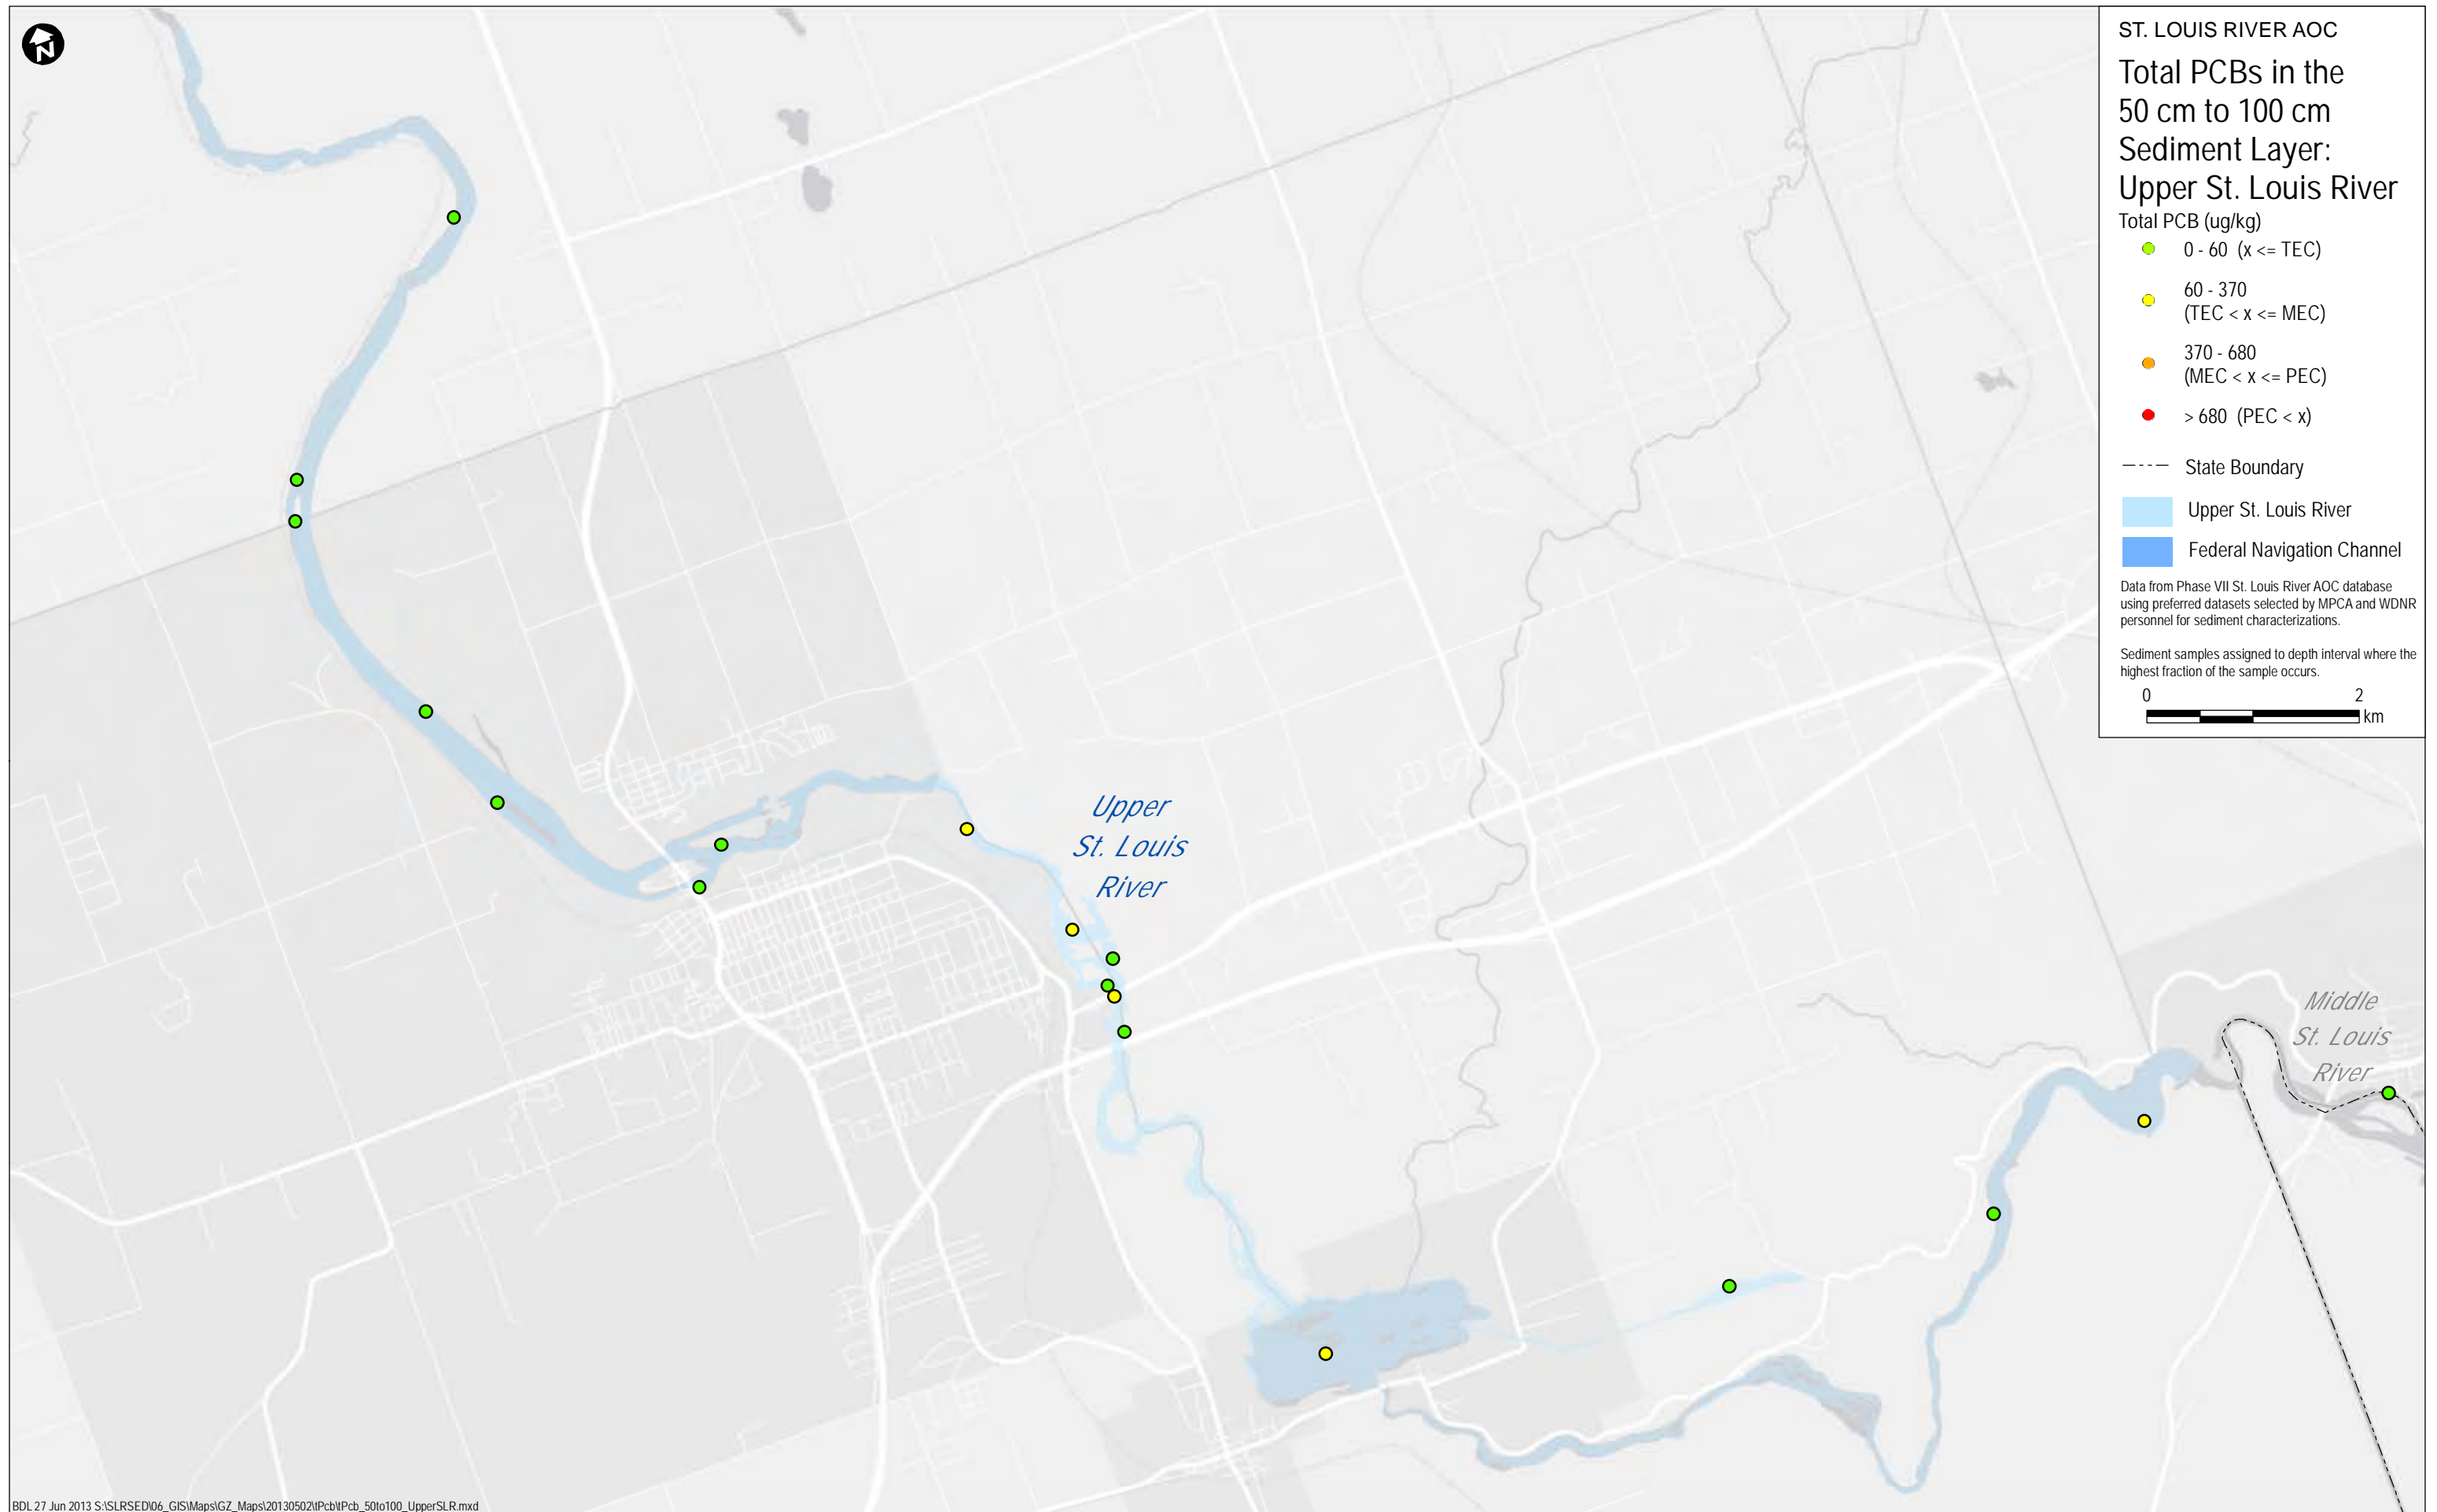 N
ST. LOUIS RIVER AOC
Total PCBs in the
50 cm to 100 cm
Sediment Layer:
Upper St. Louis River
Total PCB (ug/kg)
0 - 60 (x <= TEC)
60 - 370
(TEC < x <= MEC)
370 - 680
(MEC < x <= PEC)
> 680 (PEC < x)
State Boundary
Upper St. Louis River
Federal Navigation Channel
Data from Phase VII St. Louis River AOC database
using preferred datasets selected by MPCA and WDNR
personnel for sediment characterizations.
Sediment samples assigned to depth interval where the
highest fraction of the sample occurs.
0 2
km
Upper
St. Louis
River
Middle
St. Louis
River
BDL 27 Jun 2013 S:\SLRSED\06_GIS\Maps\GZ_Maps\20130502\tPcb\tPcb_50to100_UpperSLR.mxd